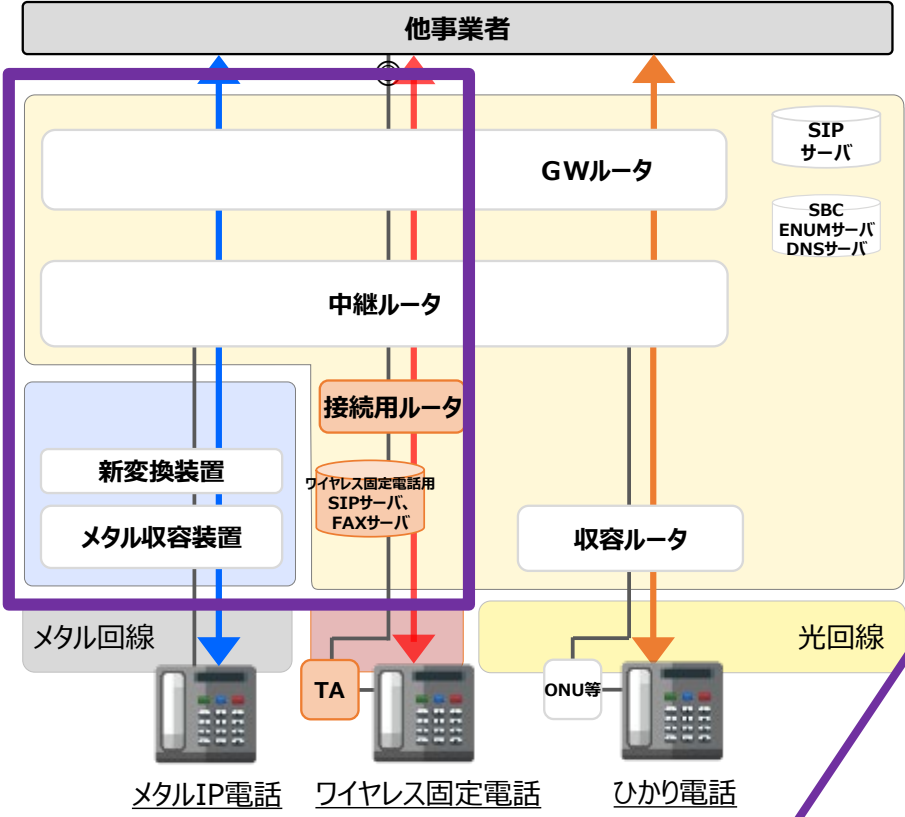 他事業者
SIP
サーバ
GWルータ
SBC
ENUMサーバ
DNSサーバ
中継ルータ
接続用ルータ
新変換装置
ワイヤレス固定電話用
SIPサーバ、
FAXサーバ
メタル収容装置
収容ルータ
メタル回線
光回線
TA
ONU等
メタルIP電話
ワイヤレス固定電話
ひかり電話